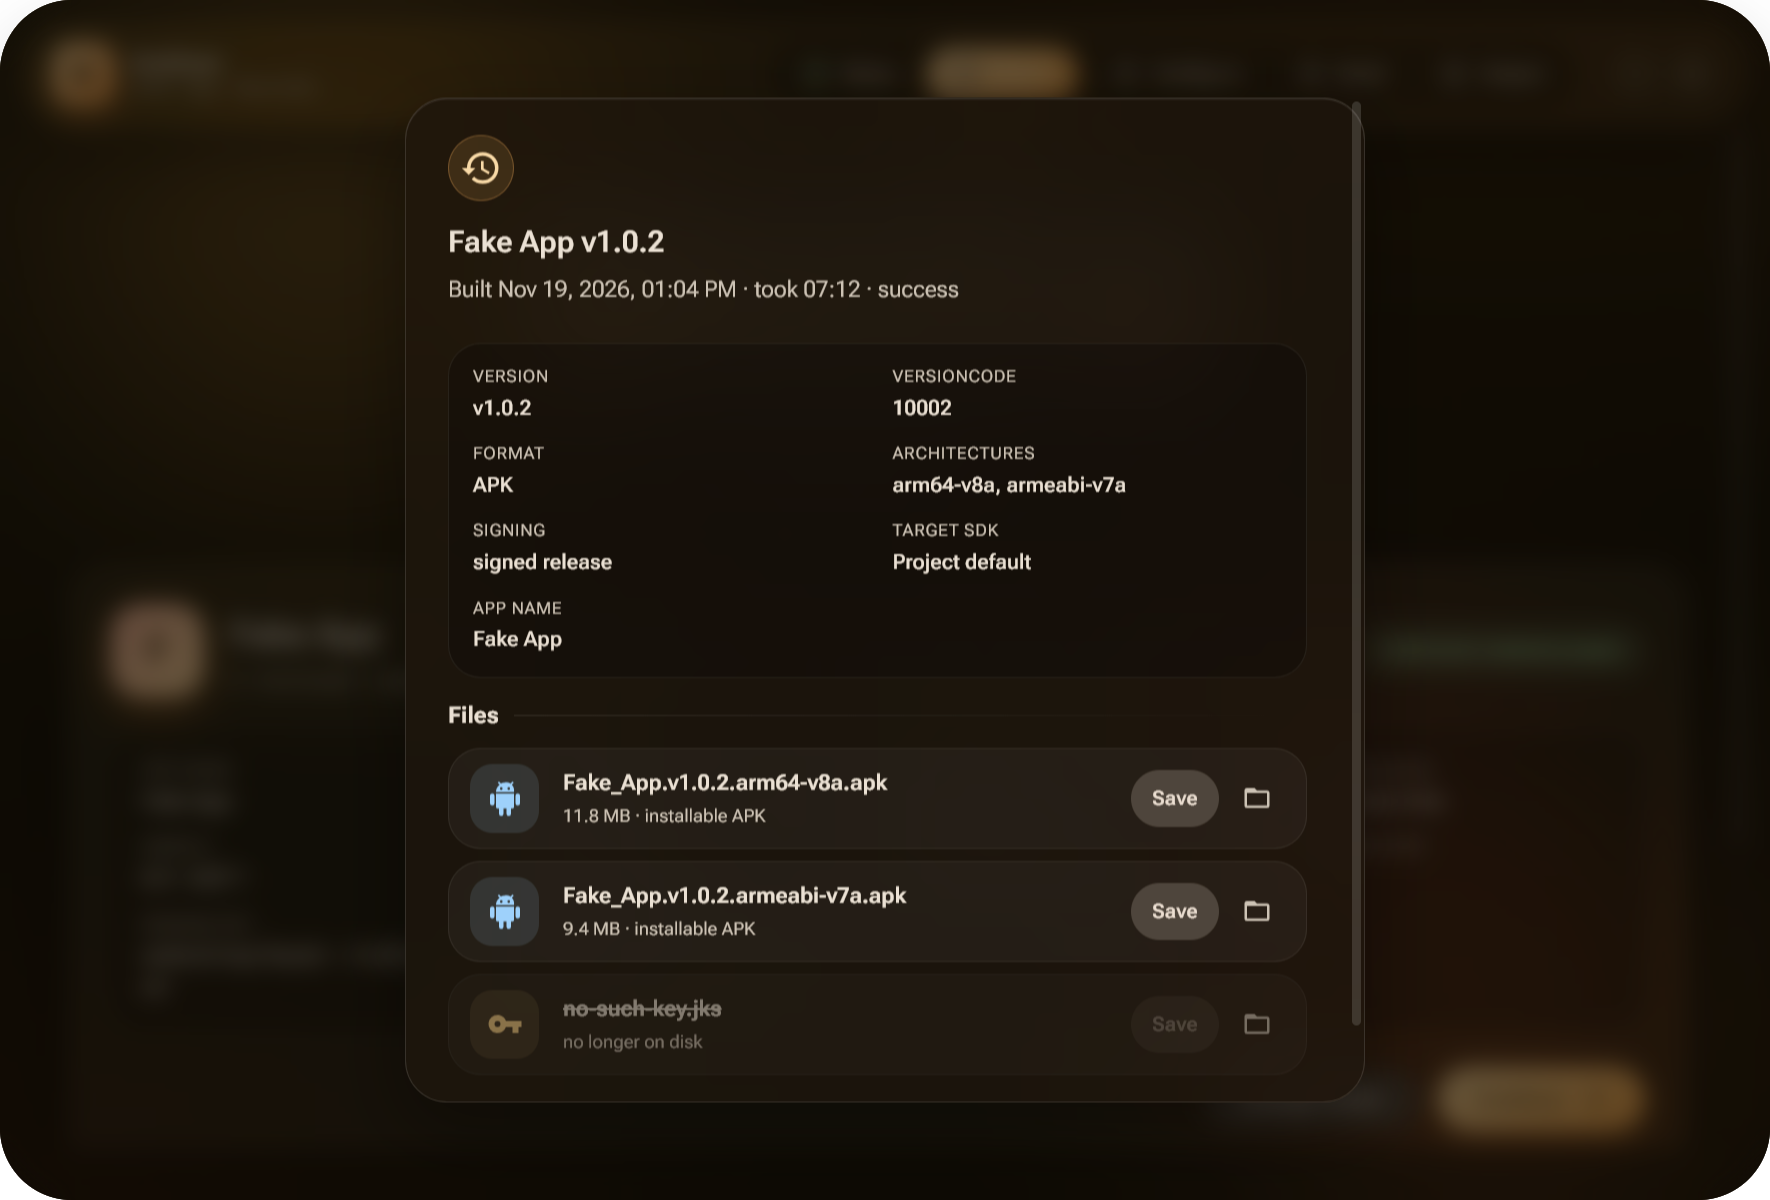 Fake App v1.0.2
Built Nov 19, 2026, 01:04 PM · took 07:12 · success
VERSION
v1.0.2
VERSIONCODE
10002
FORMAT
APK
ARCHITECTURES
arm64-v8a, armeabi-v7a
SIGNING
signed release
TARGET SDK
Project default
APP NAME
Fake App
Files
Fake_App.v1.0.2.arm64-v8a.apk
11.8 MB · installable APK
Save
Fake_App.v1.0.2.armeabi-v7a.apk
9.4 MB · installable APK
Save
no-such-key.jks
no longer on disk
Save